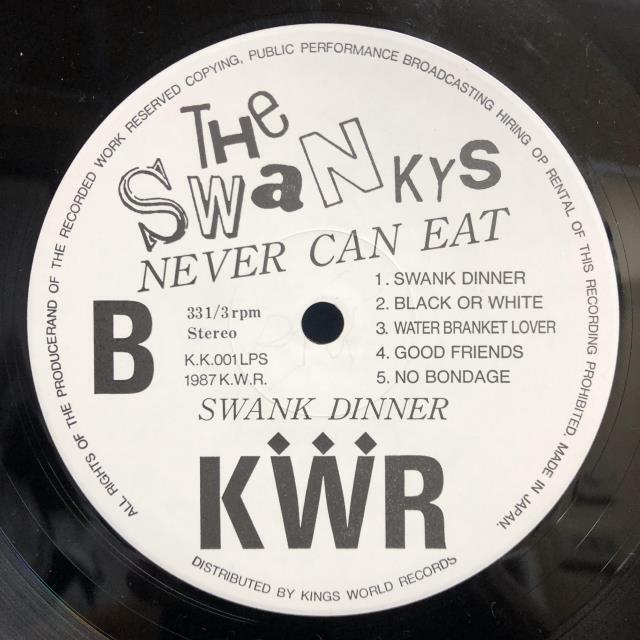 ALL RIGHTS OF THE PRODUCERAND OF THE RECORDED WORK RESERVED COPYING, PUBLIC PERFORMANCE BROADCASTING HIRING OP RENTAL OF THIS RECORDING PROHIBITED. MADE IN JAPAN.
THe
SWaNKYS
NEVER CAN EAT
B
331/3 rpm
Stereo
K.K.001 LPS
1987 K.W.R.
1. SWANK DINNER
2. BLACK OR WHITE
3. WATER BRANKET LOVER
4. GOOD FRIENDS
5. NO BONDAGE
SWANK DINNER
KWR
DISTRIBUTED BY KINGS WORLD RECORDS